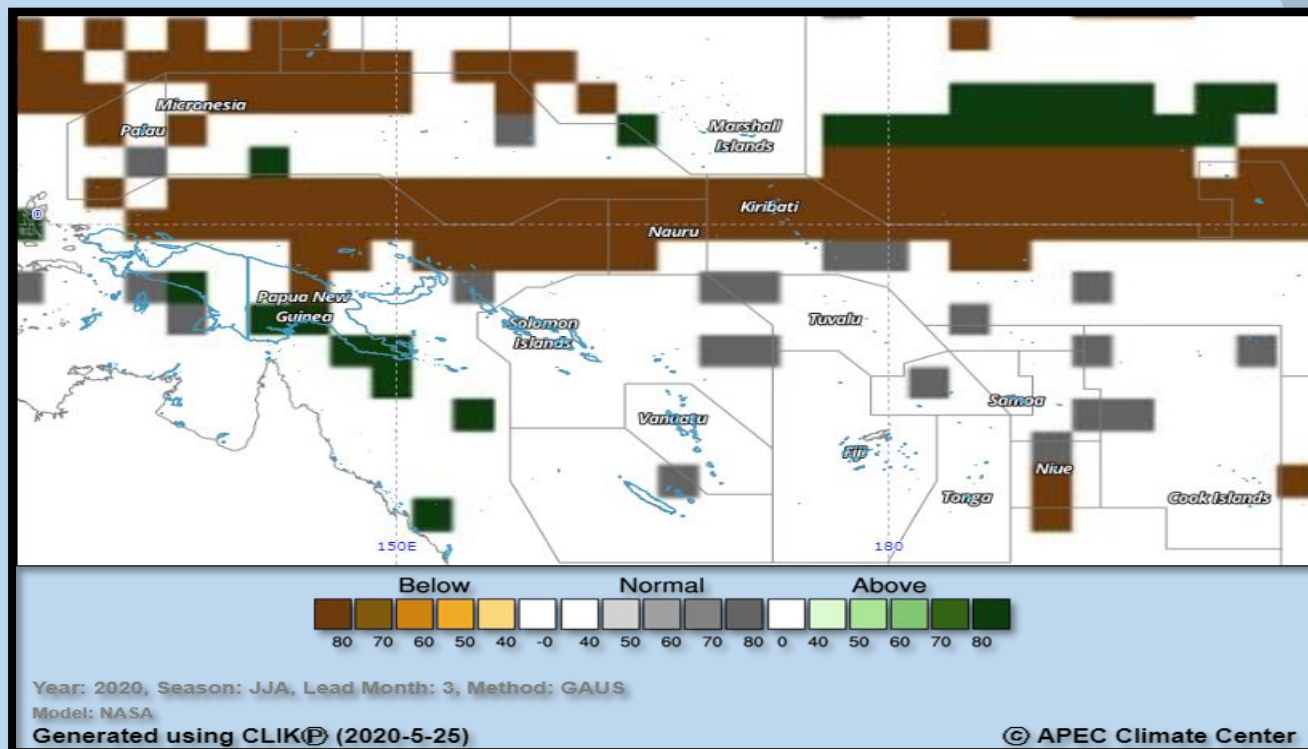 Micronesia
Palau
Marshall
Islands
0
Kiribati
Nauru
Papua New
Guinea
Solomon
Islands
Tuvalu
Samoa
Vanuatu
Fiji
Niue
Tonga
Cook Islands
150E
180
Below Normal Above
80 70 60 50 40 -0 40 50 60 70 80 0 40 50 60 70 80
Year: 2020, Season: JJA, Lead Month: 3, Method: GAUS
Model: NASA
Generated using CLIKⓅ (2020-5-25)
© APEC Climate Center